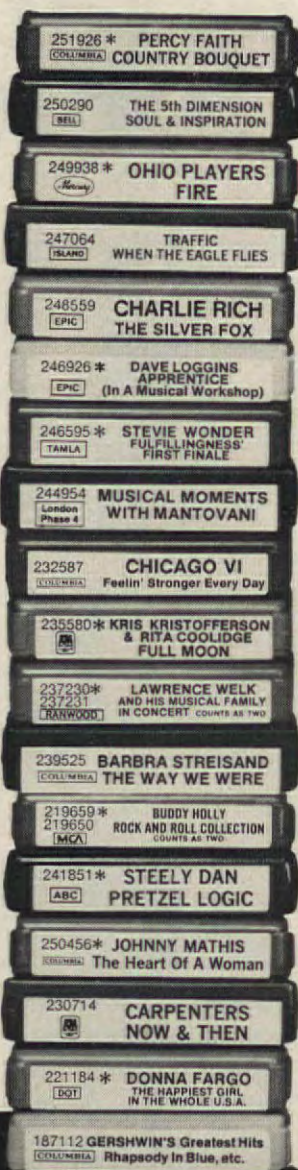 251926 * PERCY FAITH
COLUMBIA COUNTRY BOUQUET
250290 THE 5th DIMENSION
BELL SOUL & INSPIRATION
249938 * OHIO PLAYERS
Mercury FIRE
247064 TRAFFIC
ISLAND WHEN THE EAGLE FLIES
248559 CHARLIE RICH
EPIC THE SILVER FOX
246926 * DAVE LOGGINS
APPRENTICE
EPIC (In A Musical Workshop)
246595 * STEVIE WONDER
FULFILLINGNESS'
TAMLA FIRST FINALE
244954 MUSICAL MOMENTS
London
Phase 4 WITH MANTOVANI
232587 CHICAGO VI
COLUMBIA Feelin' Stronger Every Day
235580 * KRIS KRISTOFFERSON
& RITA COOLIDGE
FULL MOON
237230 * LAWRENCE WELK
237231 AND HIS MUSICAL FAMILY
RANWOOD IN CONCERT COUNTS AS TWO
239525 BARBRA STREISAND
COLUMBIA THE WAY WE WERE
219659 * BUDDY HOLLY
219650 ROCK AND ROLL COLLECTION
MCA COUNTS AS TWO
241851 * STEELY DAN
ABC PRETZEL LOGIC
250456 * JOHNNY MATHIS
COLUMBIA The Heart Of A Woman
230714 CARPENTERS
A&M NOW & THEN
221184 * DONNA FARGO
DOT THE HAPPIEST GIRL
IN THE WHOLE U.S.A.
187112 GERSHWIN'S Greatest Hits
COLUMBIA Rhapsody In Blue, etc.